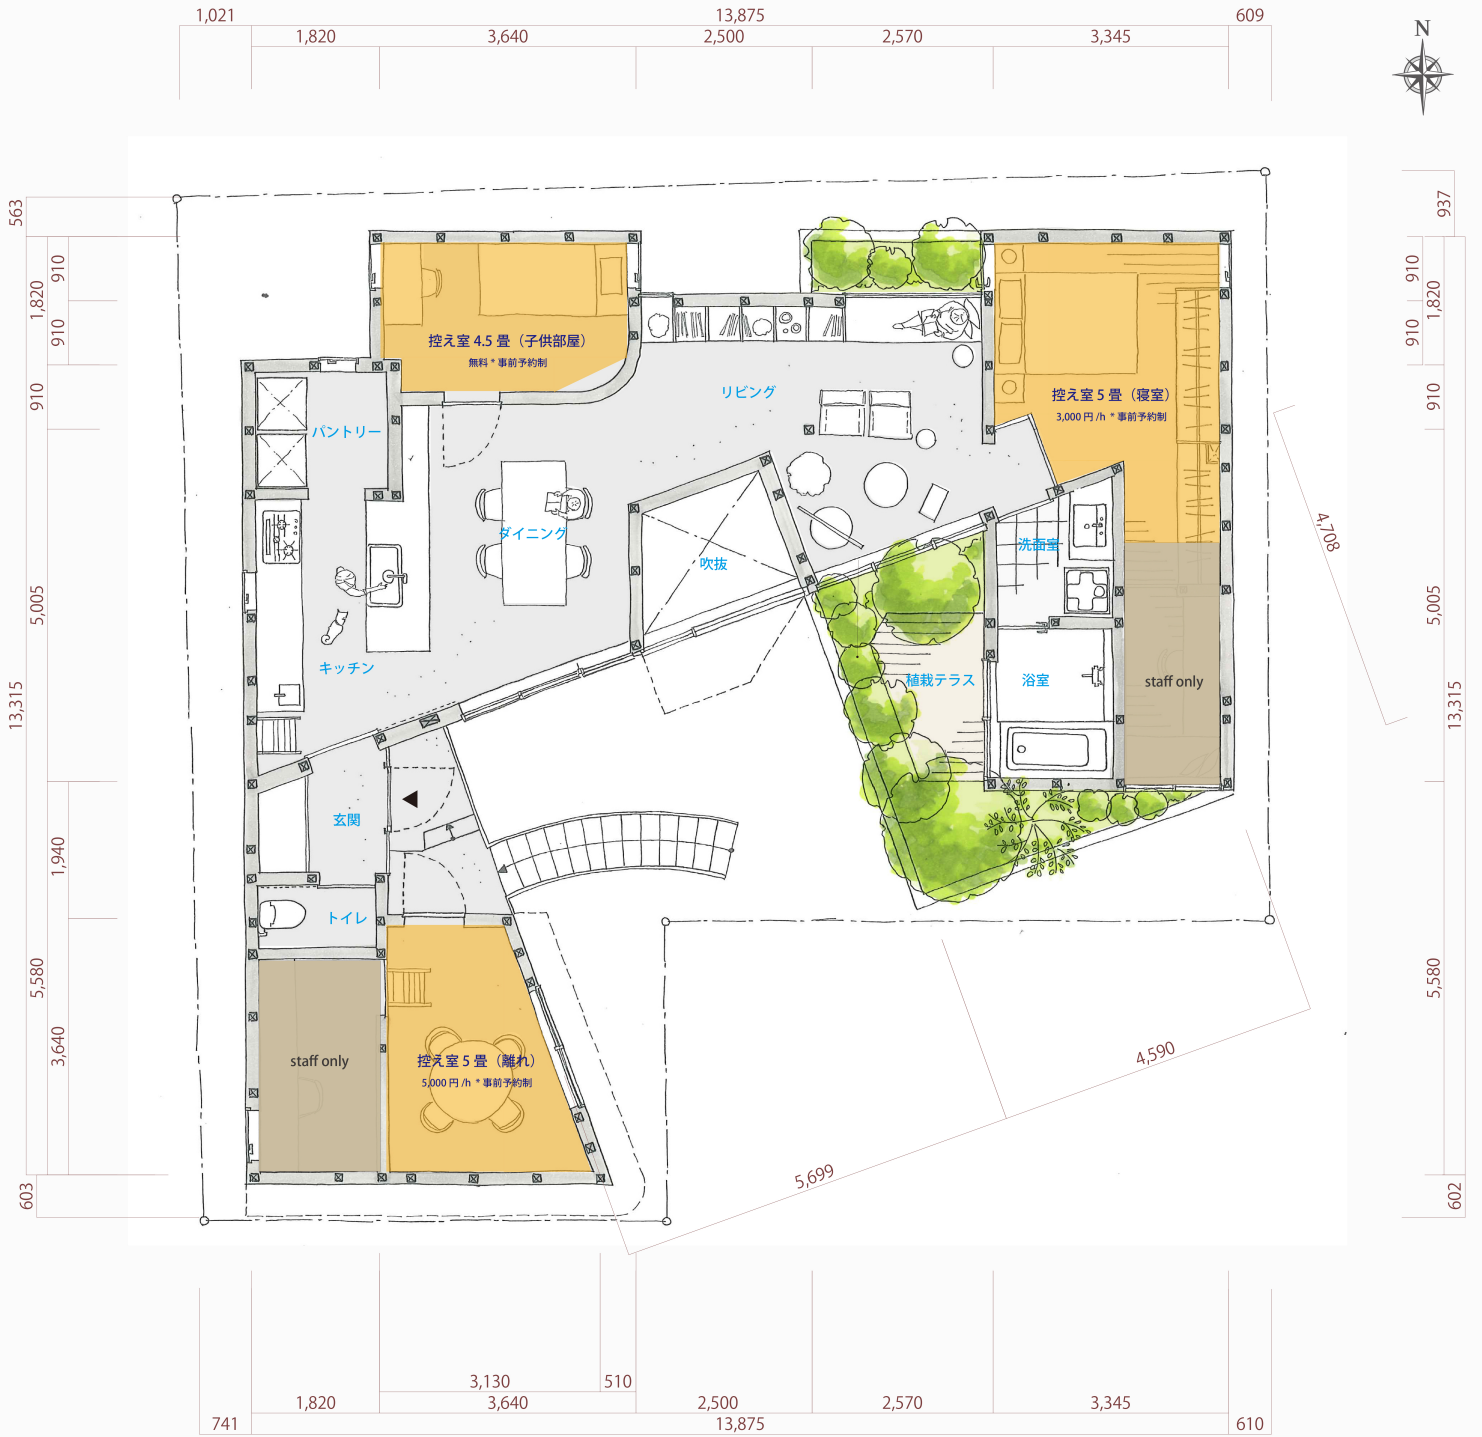 1,021
13,875
609
1,820
3,640
2,500
2,570
3,345
N
563
937
910
1,820
910
910
1,820
910
控え室 4.5 畳（子供部屋）
無料 * 事前予約制
リビング
控え室 5 畳（寝室）
3,000 円 /h * 事前予約制
910
910
パントリー
ダイニング
吹抜
洗面室
4,708
5,005
5,005
キッチン
植栽テラス
浴室
staff only
13,315
13,315
玄関
1,940
トイレ
5,580
5,580
3,640
staff only
控え室 5 畳（離れ）
5,000 円 /h * 事前予約制
4,590
5,699
603
602
3,130
510
1,820
3,640
2,500
2,570
3,345
741
13,875
610